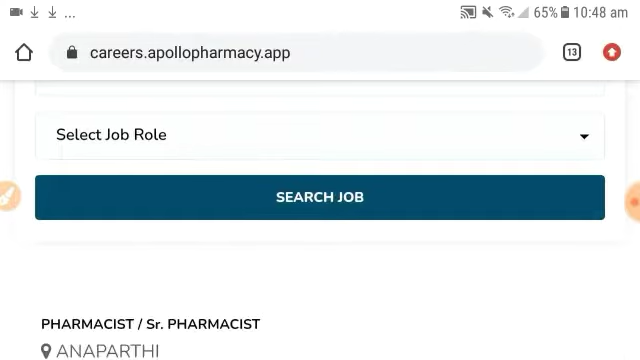 ... 65% 10:48 am
careers.apollopharmacy.app 13
Select Job Role
SEARCH JOB
PHARMACIST / Sr. PHARMACIST
ANAPARTHI